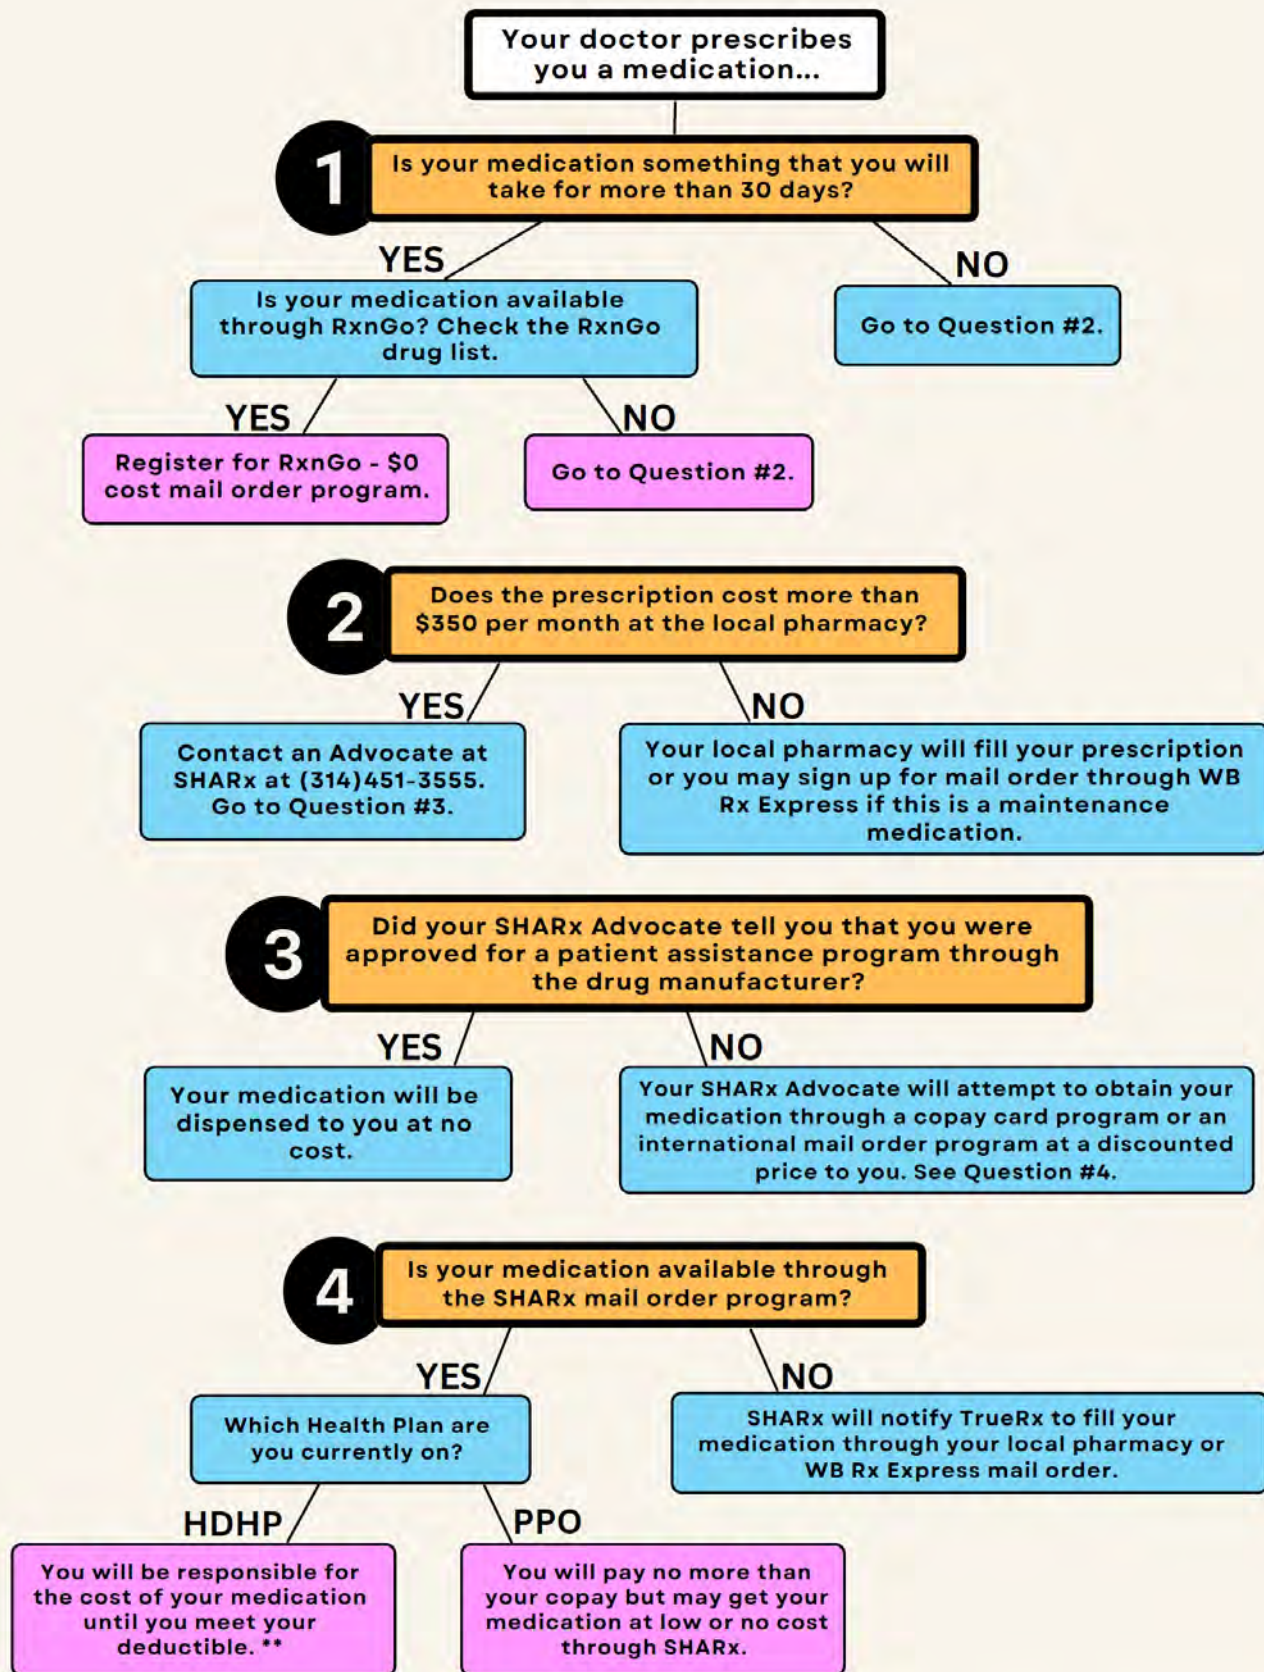 Your doctor prescribes
you a medication...
1
Is your medication something that you will
take for more than 30 days?
YES
NO
Is your medication available
through RxnGo? Check the RxnGo
drug list.
Go to Question #2.
YES
NO
Register for RxnGo - $0
cost mail order program.
Go to Question #2.
2
Does the prescription cost more than
$350 per month at the local pharmacy?
YES
NO
Contact an Advocate at
SHARx at (314)451-3555.
Go to Question #3.
Your local pharmacy will fill your prescription
or you may sign up for mail order through WB
Rx Express if this is a maintenance
medication.
3
Did your SHARx Advocate tell you that you were
approved for a patient assistance program through
the drug manufacturer?
YES
NO
Your medication will be
dispensed to you at no
cost.
Your SHARx Advocate will attempt to obtain your
medication through a copay card program or an
international mail order program at a discounted
price to you. See Question #4.
4
Is your medication available through
the SHARx mail order program?
YES
NO
Which Health Plan are
you currently on?
SHARx will notify TrueRx to fill your
medication through your local pharmacy or
WB Rx Express mail order.
HDHP
PPO
You will be responsible for
the cost of your medication
until you meet your
deductible. **
You will pay no more than
your copay but may get your
medication at low or no cost
through SHARx.